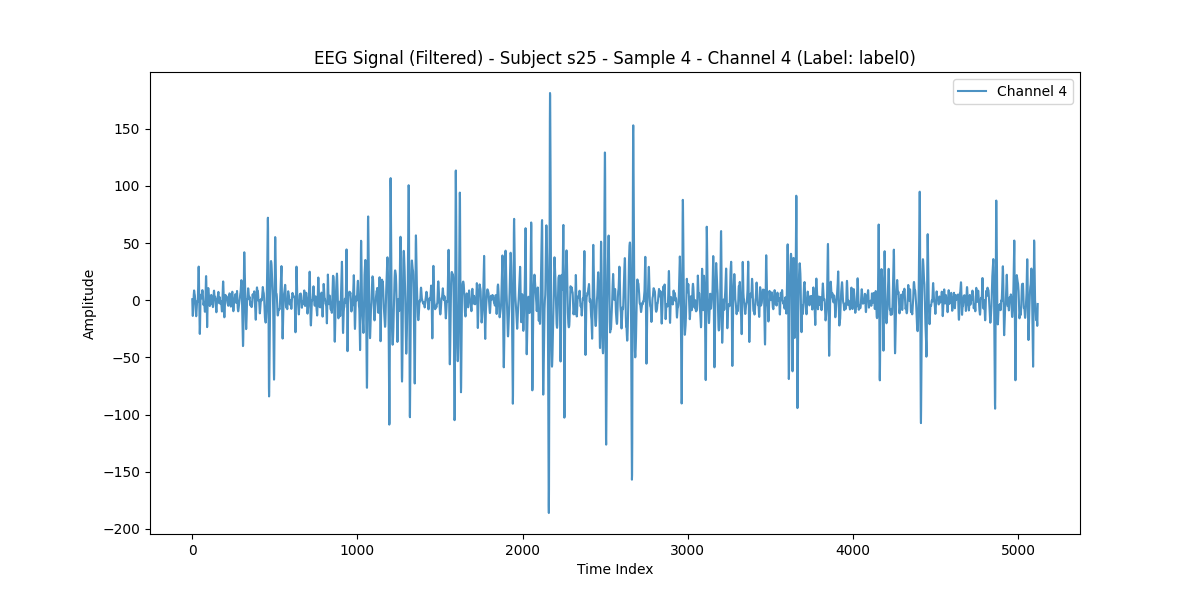 EEG Signal (Filtered) - Subject s25 - Sample 4 - Channel 4 (Label: label0)
Channel 4
150
100
50
0
−50
−100
−150
−200
Amplitude
0 1000 2000 3000 4000 5000
Time Index